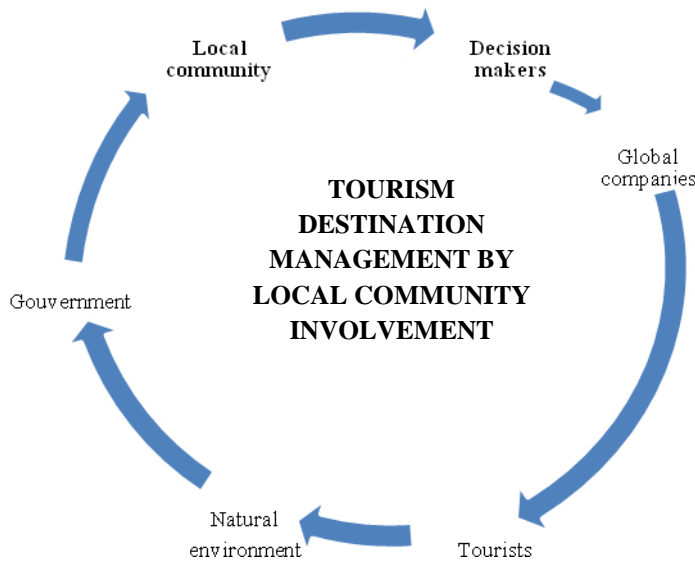 Local
community
Decision
makers
Global
companies
TOURISM
DESTINATION
MANAGEMENT BY
LOCAL COMMUNITY
INVOLVEMENT
Gouvernment
Natural
environment
Tourists